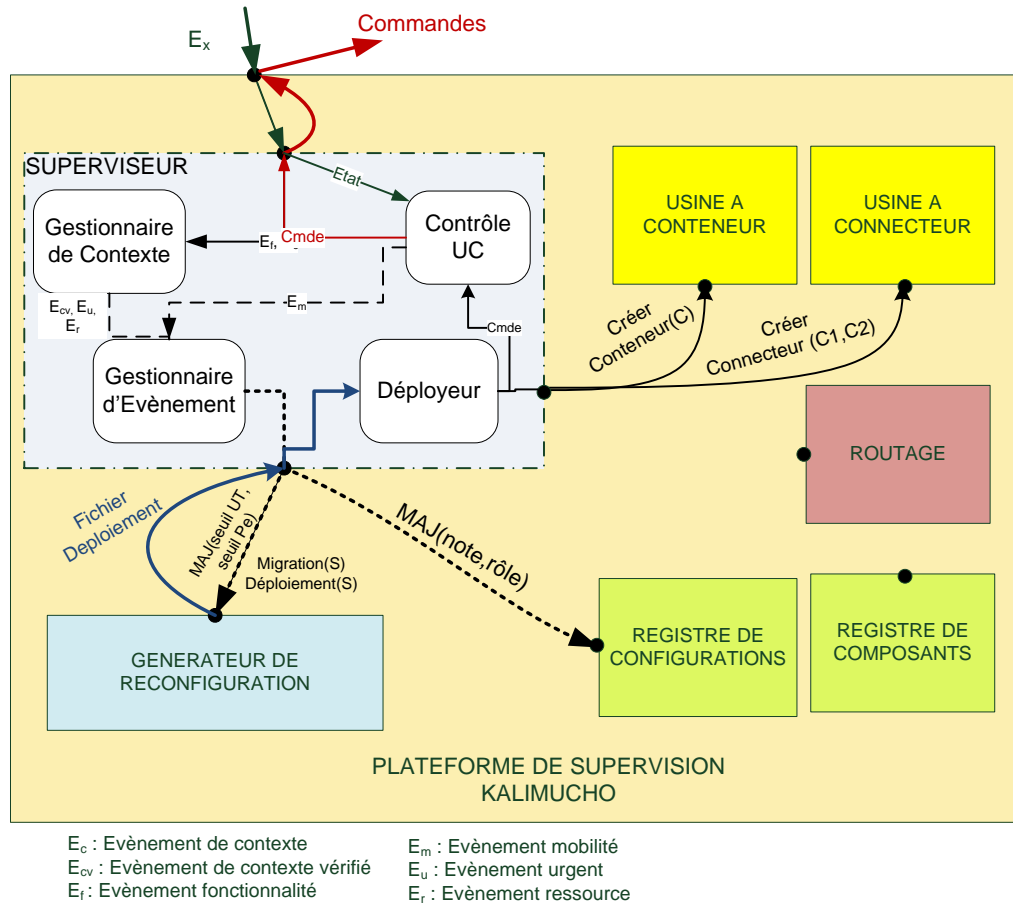 Commandes
Ex
SUPERVISEUR
Etat
Gestionnaire
de Contexte
Contrôle
UC
Ef,
Cmde
Ecv, Eu,
Er
Em
Cmde
Gestionnaire
d'Evènement
Déployeur
USINE A
CONTENEUR
USINE A
CONNECTEUR
Créer
Conteneur(C)
Créer
Connecteur (C1,C2)
ROUTAGE
Fichier
Deploiement
MAJ(seuil UT,
seuil Pe)
Migration(S)
Déploiement(S)
MAJ(note,rôle)
GENERATEUR DE
RECONFIGURATION
REGISTRE DE
CONFIGURATIONS
REGISTRE DE
COMPOSANTS
PLATEFORME DE SUPERVISION
KALIMUCHO
Ec : Evènement de contexte
Ecv : Evènement de contexte vérifié
Ef : Evènement fonctionnalité
Em : Evènement mobilité
Eu : Evènement urgent
Er : Evènement ressource